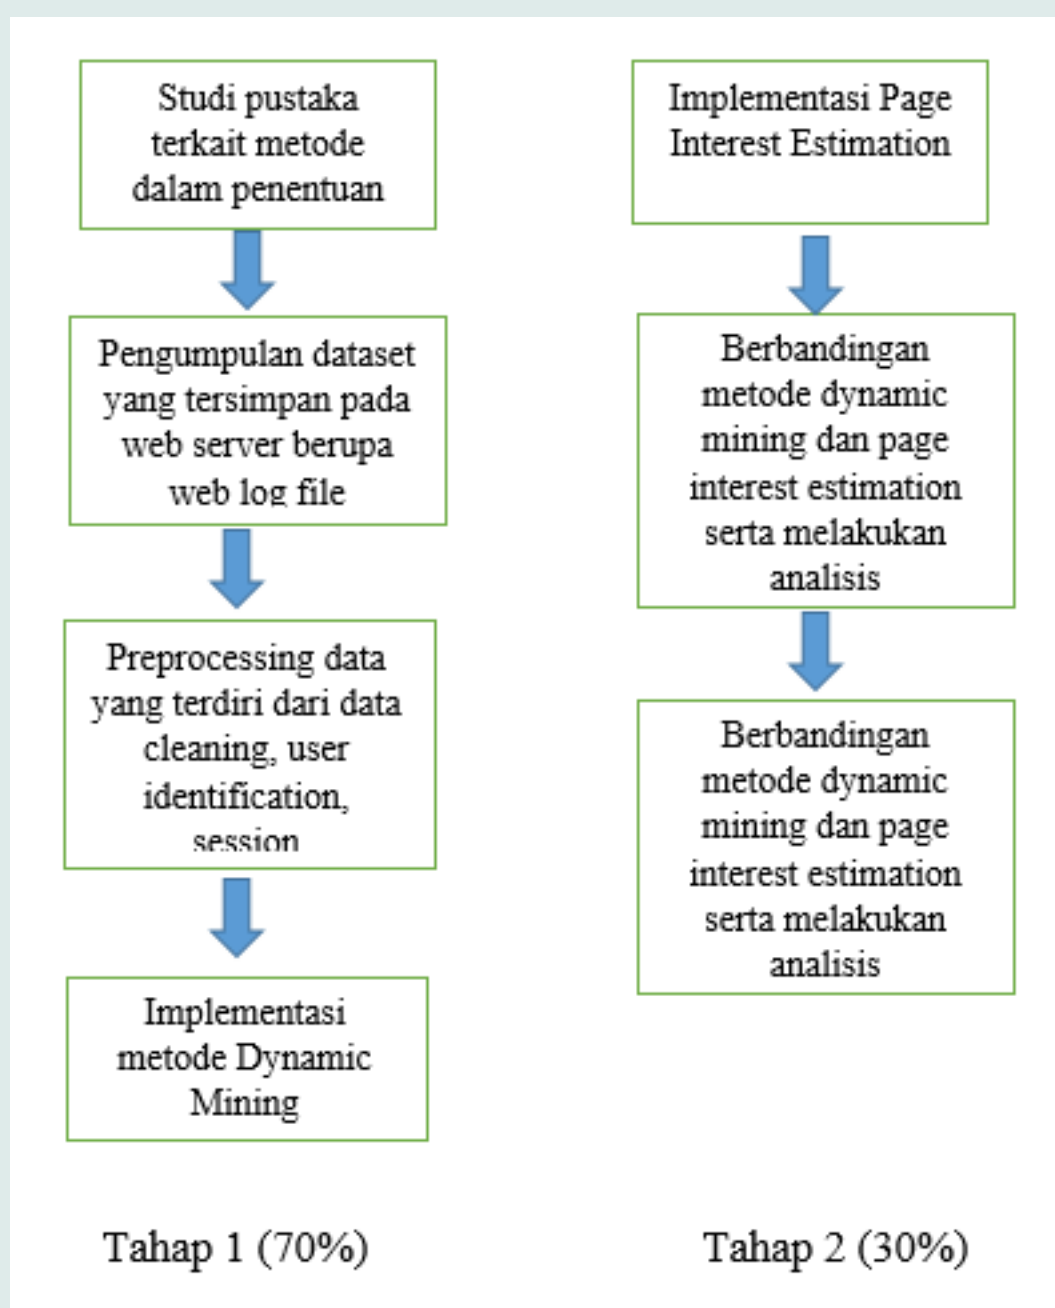 Studi pustaka
terkait metode
dalam penentuan
Pengumpulan dataset
yang tersimpan pada
web server berupa
web log file
Preprocessing data
yang terdiri dari data
cleaning, user
identification,
session
Implementasi
metode Dynamic
Mining
Tahap 1 (70%)
Implementasi Page
Interest Estimation
Berbandingan
metode dynamic
mining dan page
interest estimation
serta melakukan
analisis
Berbandingan
metode dynamic
mining dan page
interest estimation
serta melakukan
analisis
Tahap 2 (30%)